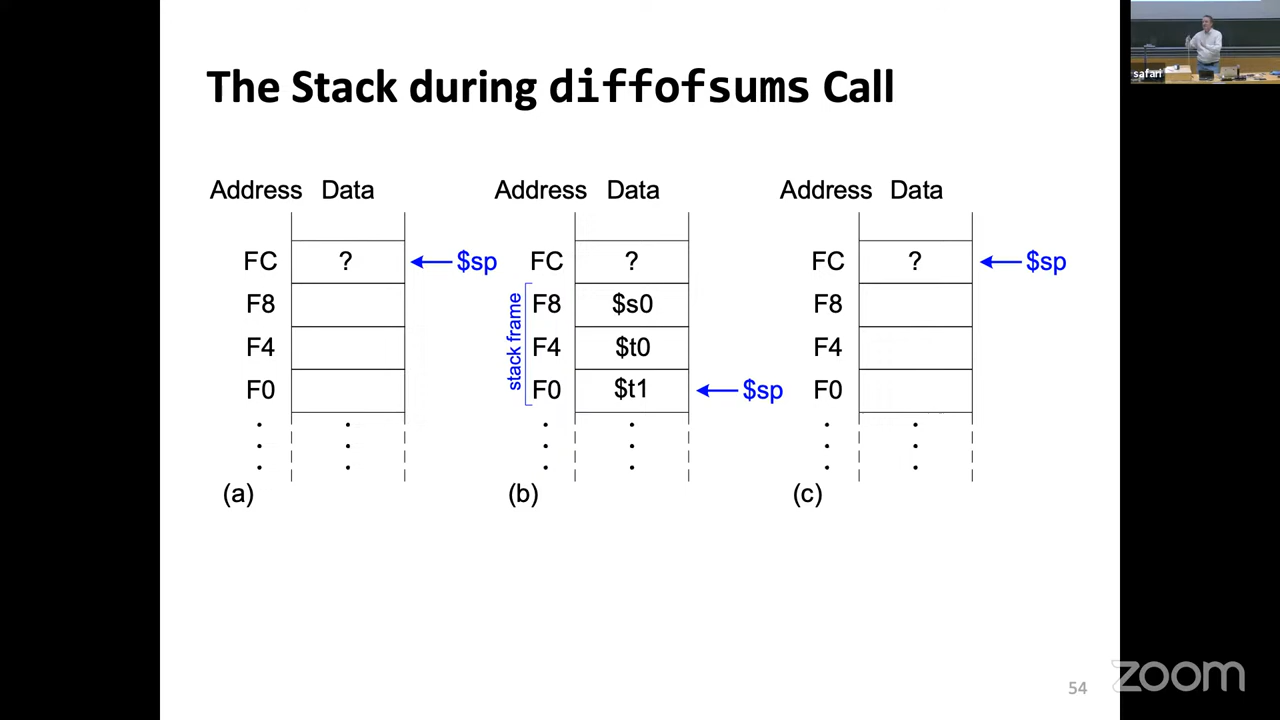 The Stack during diffofsums Call
safari
Address Data Address Data Address Data
FC ? $sp FC ? FC ? $sp
F8 F8 $s0 F8
F4 F4 $t0 F4
F0 F0 $t1 $sp F0
stack frame
(a) (b) (c)
54
zoom